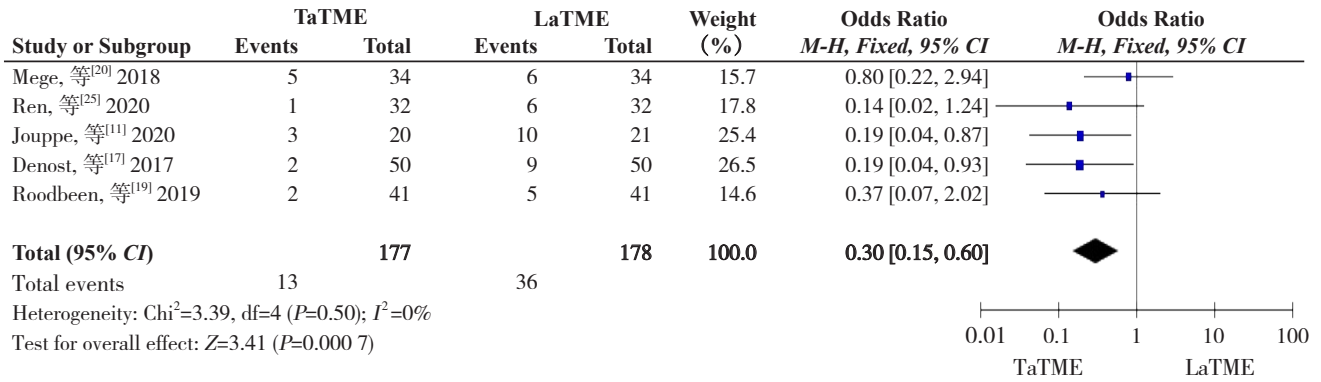 TaTME LaTME Weight Odds Ratio Odds Ratio
Study or Subgroup Events Total Events Total (%) M-H, Fixed, 95% CI M-H, Fixed, 95% CI
Mege, 等[20] 2018 5 34 6 34 15.7 0.80 [0.22, 2.94]
Ren, 等[25] 2020 1 32 6 32 17.8 0.14 [0.02, 1.24]
Jouppe, 等[11] 2020 3 20 10 21 25.4 0.19 [0.04, 0.87]
Denost, 等[17] 2017 2 50 9 50 26.5 0.19 [0.04, 0.93]
Roodbeen, 等[19] 2019 2 41 5 41 14.6 0.37 [0.07, 2.02]
Total (95% CI) 177 178 100.0 0.30 [0.15, 0.60]
Total events 13 36
Heterogeneity: Chi²=3.39, df=4 (P=0.50); I²=0%
Test for overall effect: Z=3.41 (P=0.000 7)
0.01 0.1 1 10 100
TaTME LaTME